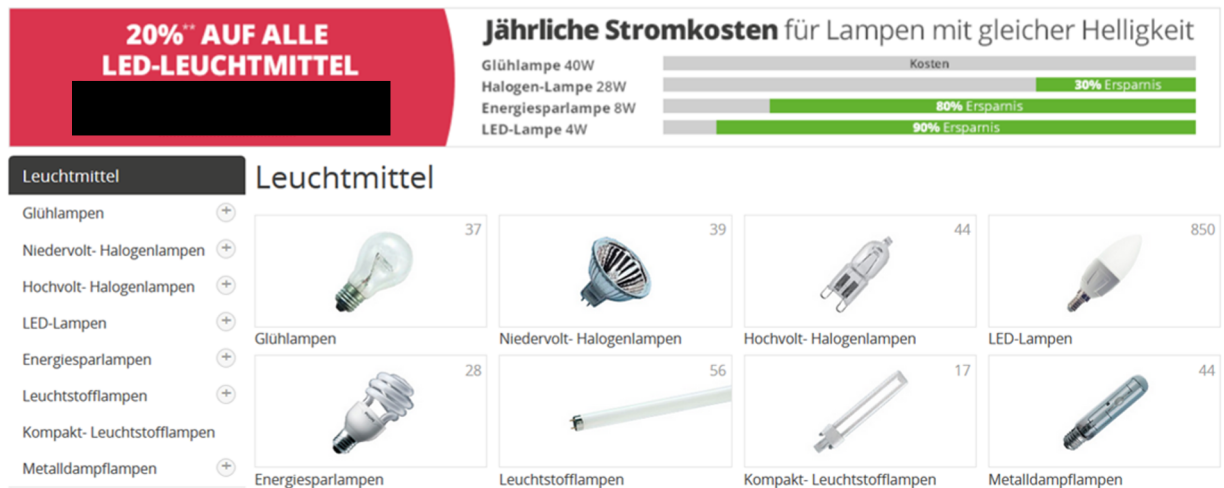 20%** AUF ALLE
LED-LEUCHTMITTEL
Jährliche Stromkosten für Lampen mit gleicher Helligkeit
Glühlampe 40W Kosten
Halogen-Lampe 28W 30% Ersparnis
Energiesparlampe 8W 80% Ersparnis
LED-Lampe 4W 90% Ersparnis
Leuchtmittel
Glühlampen
Niedervolt- Halogenlampen
Hochvolt- Halogenlampen
LED-Lampen
Energiesparlampen
Leuchtstofflampen
Kompakt- Leuchtstofflampen
Metalldampflampen
Leuchtmittel
37
Glühlampen
39
Niedervolt- Halogenlampen
44
Hochvolt- Halogenlampen
850
LED-Lampen
28
Energiesparlampen
56
Leuchtstofflampen
17
Kompakt- Leuchtstofflampen
44
Metalldampflampen